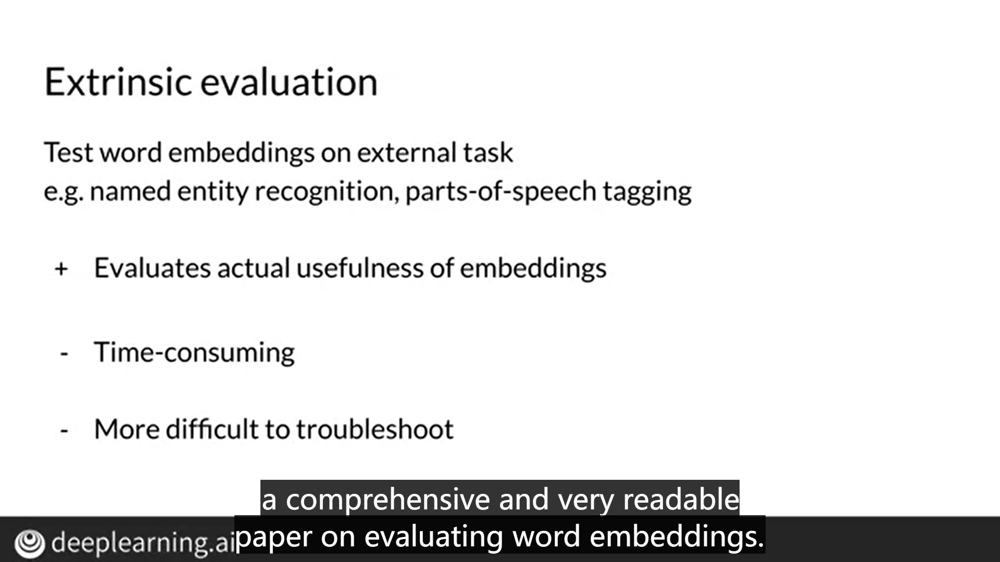 Extrinsic evaluation
Test word embeddings on external task
e.g. named entity recognition, parts-of-speech tagging
+ Evaluates actual usefulness of embeddings
- Time-consuming
- More difficult to troubleshoot
a comprehensive and very readable
paper on evaluating word embeddings.
deeplearning.ai